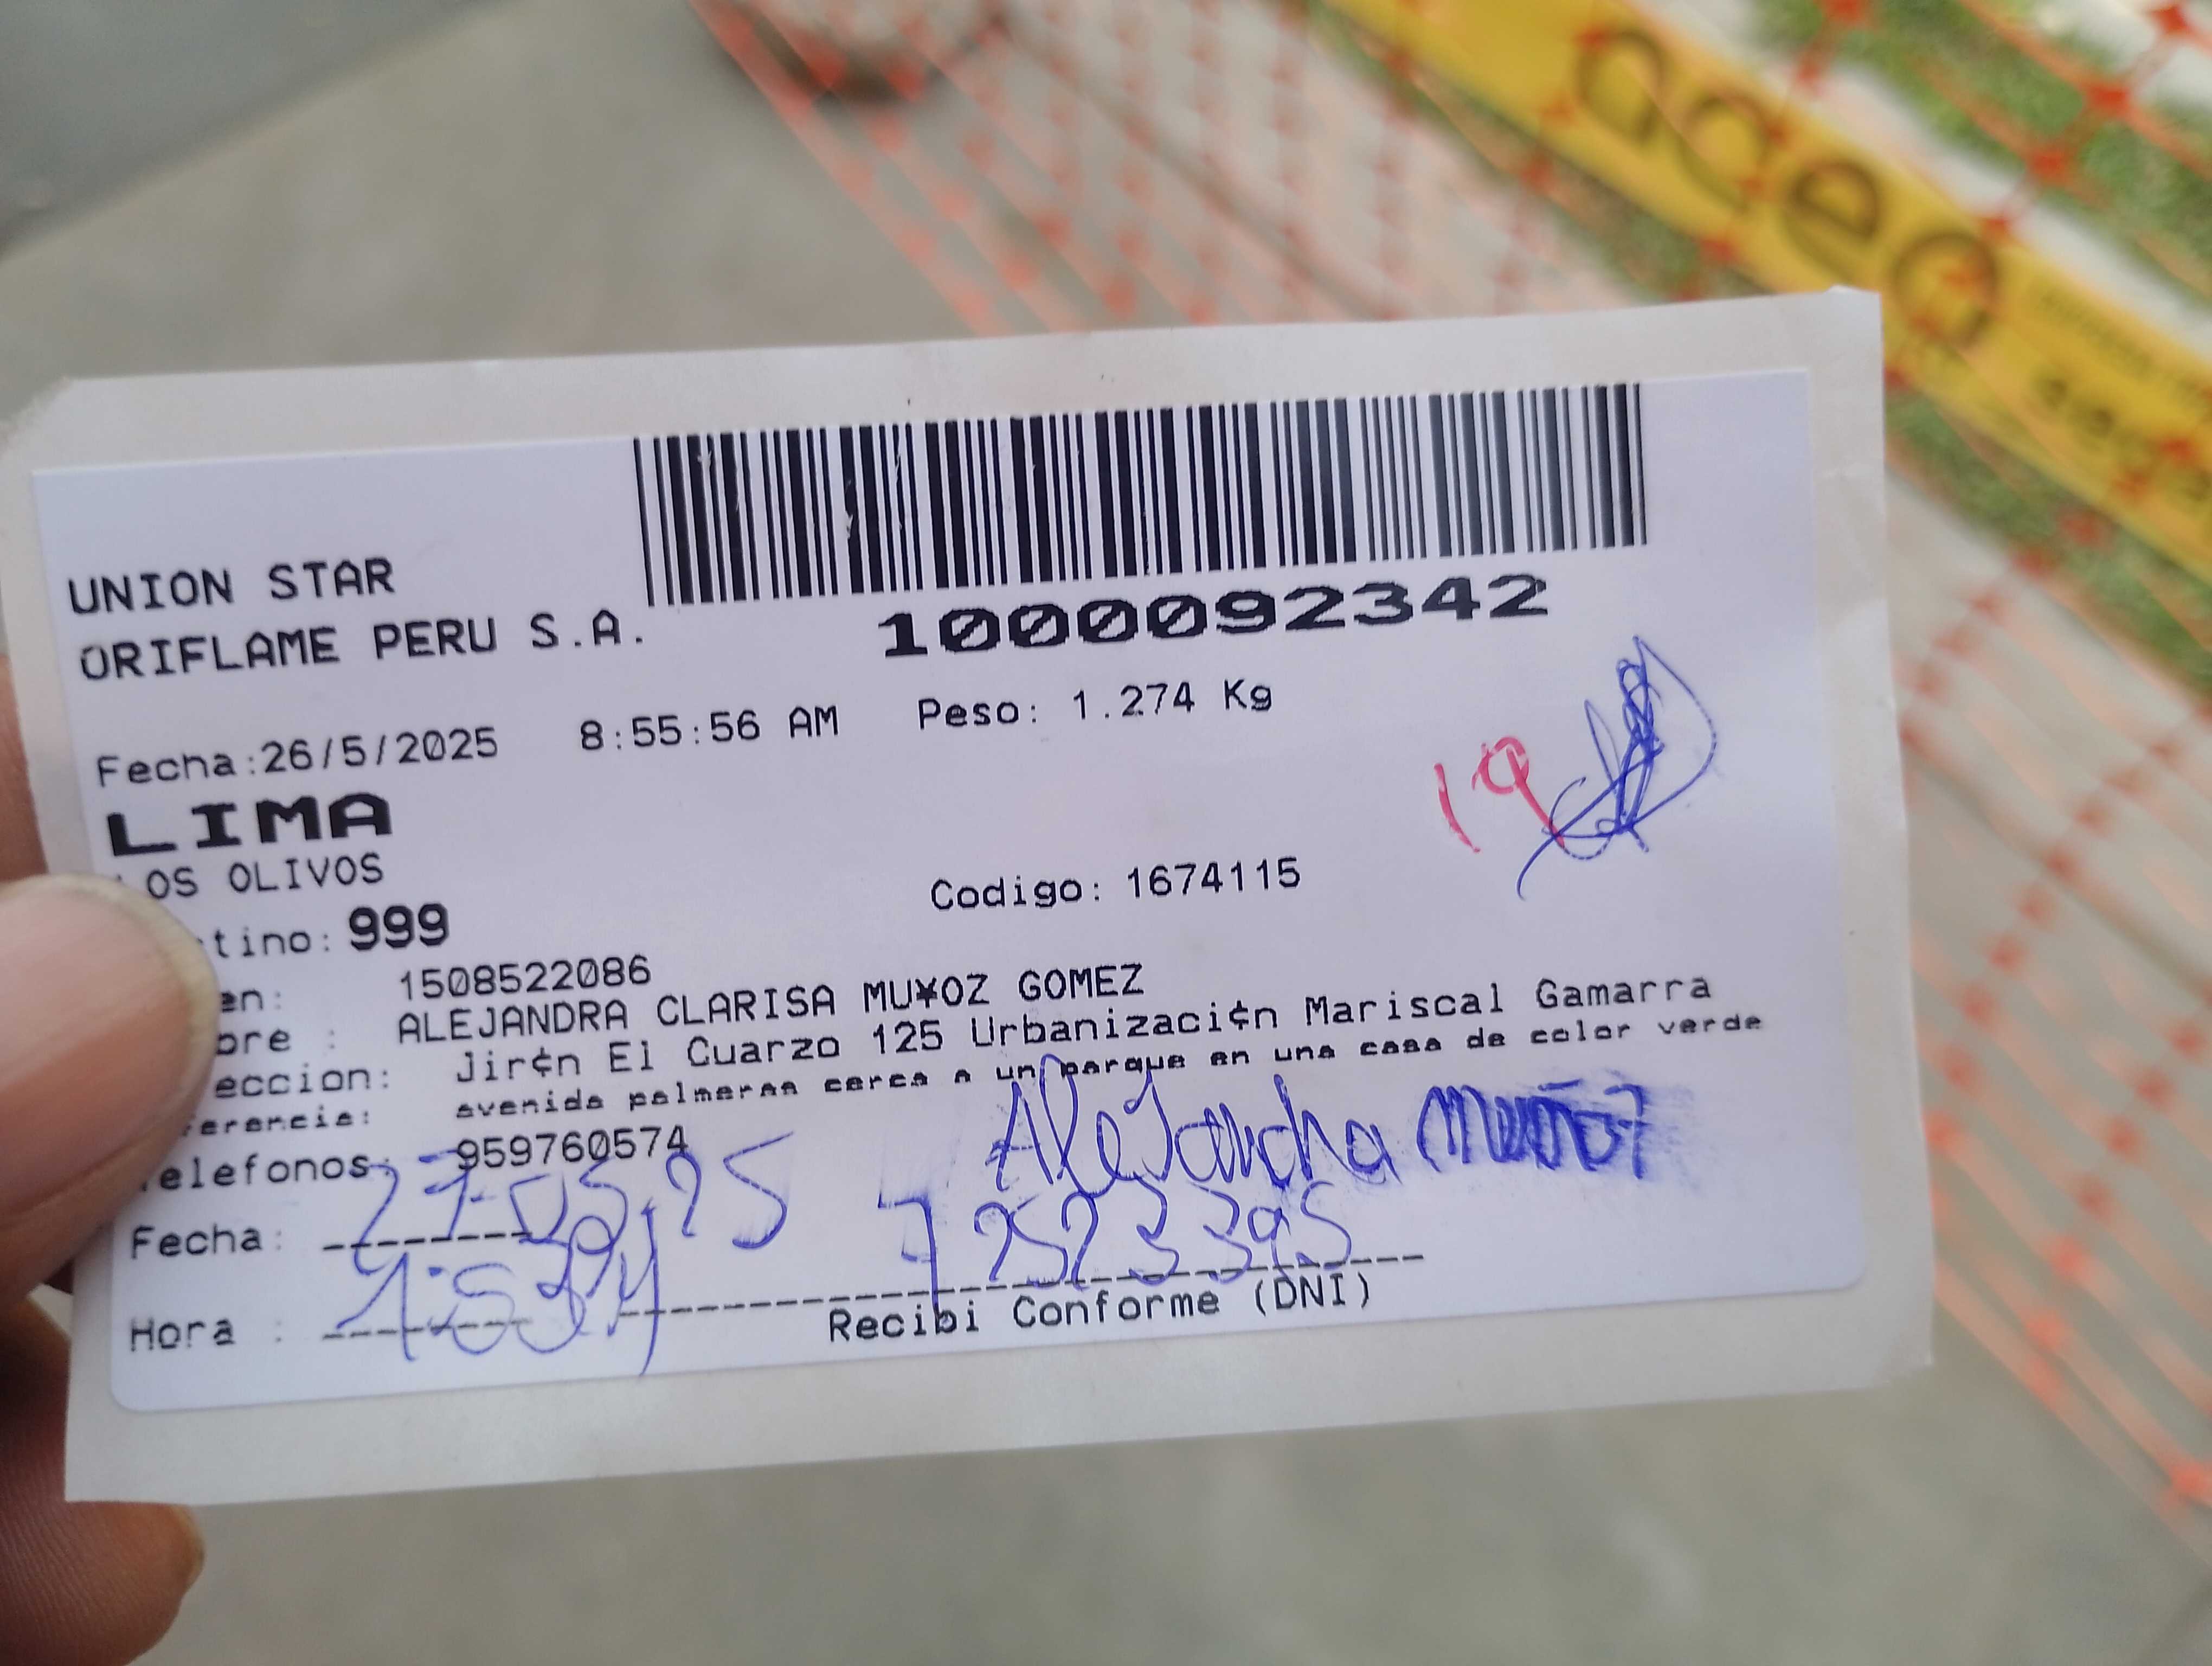 UNION STAR
ORIFLAME PERU S.A.
1000092342
Fecha:26/5/2025 8:55:56 AM Peso: 1.274 Kg
LIMA
19
OS OLIVOS
Codigo: 1674115
tino: 999
en: 1508522086
bre : ALEJANDRA CLARISA MU¥OZ GOMEZ
eccion: Jir¢n El Cuarzo 125 Urbanizaci¢n Mariscal Gamarra
erencia: avenida palmeras cerca a un parque en una casa de color verde
elefonos: 959760574
Alejandra Muñoz
Fecha: 27-05-25
Hora :
Recibi Conforme (DNI)